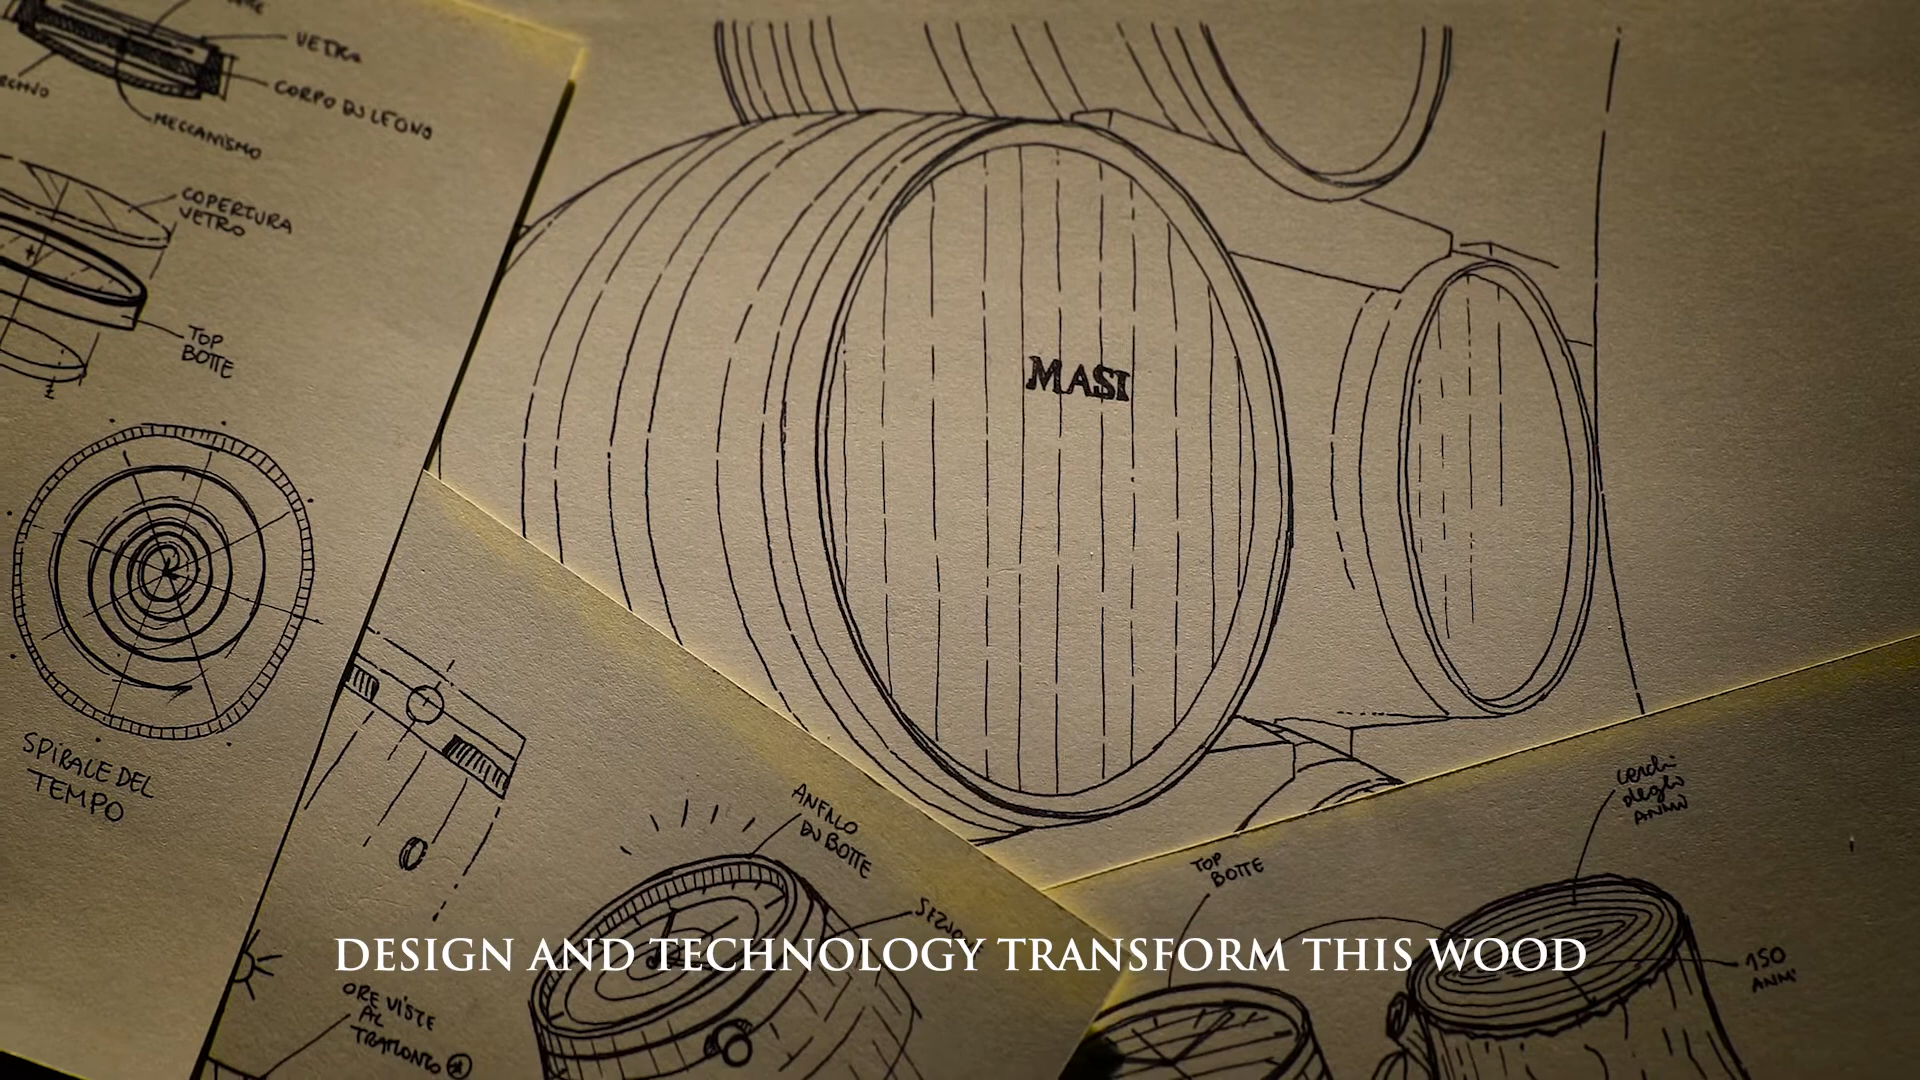 VETRO
CORPO DI LEGNO
MECCANISMO
COPERTURA
VETRO
TOP
BOTTE
SPIRALE DEL
TEMPO
MASI
ANELLO
DI BOTTE
SEZIONI
TOP
BOTTE
cerchi
degli
ANNI
150
ANNI
ORE VISTE
AL
TRAMONTO
DESIGN AND TECHNOLOGY TRANSFORM THIS WOOD